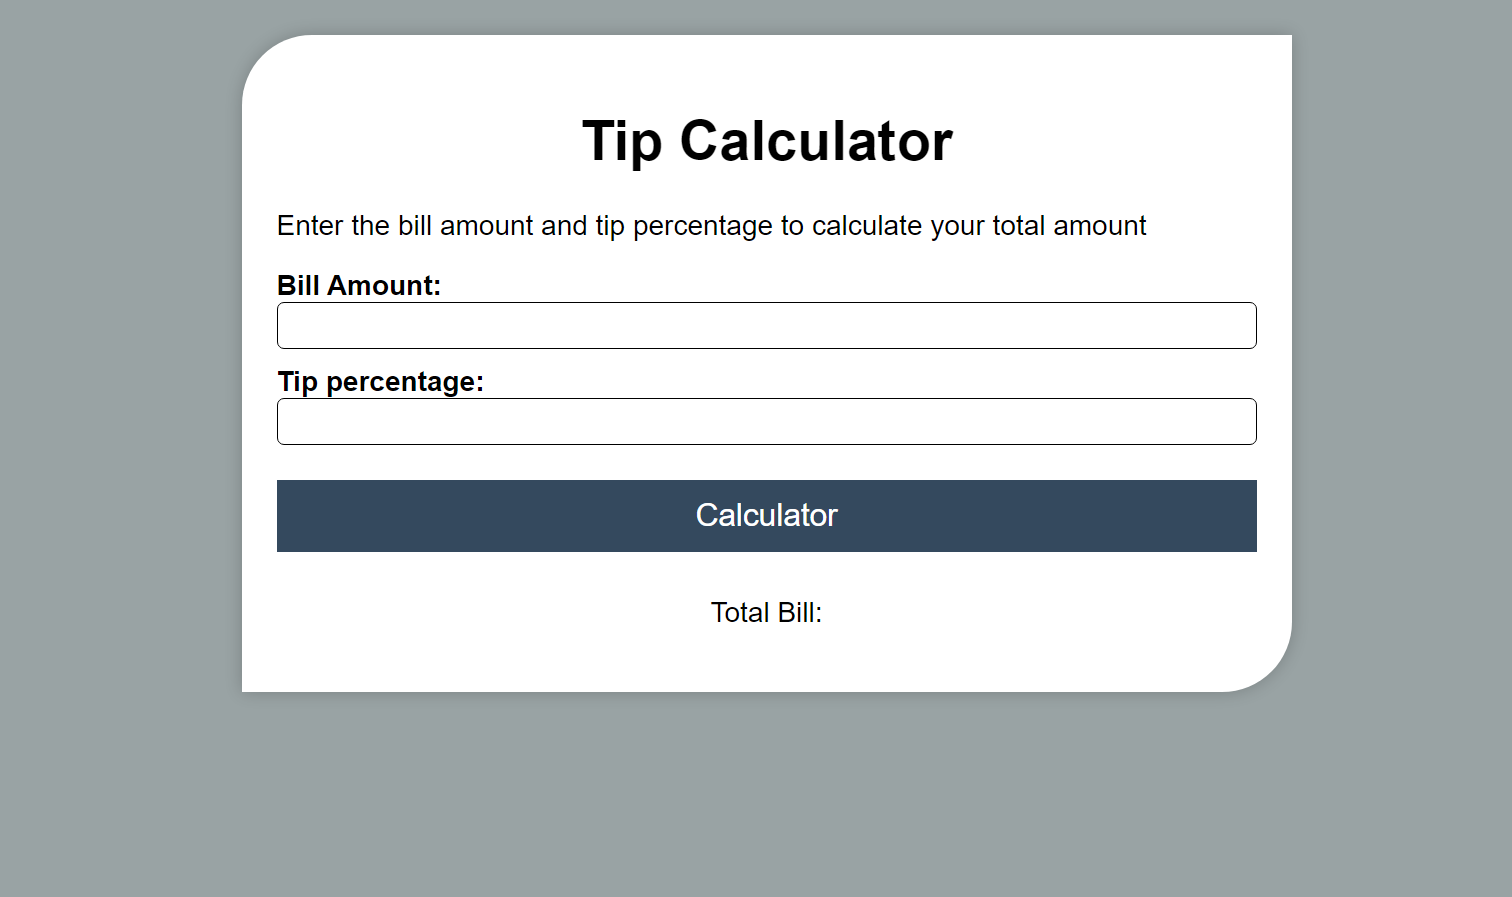 Tip Calculator
Enter the bill amount and tip percentage to calculate your total amount
Bill Amount:
Tip percentage:
Calculator
Total Bill: